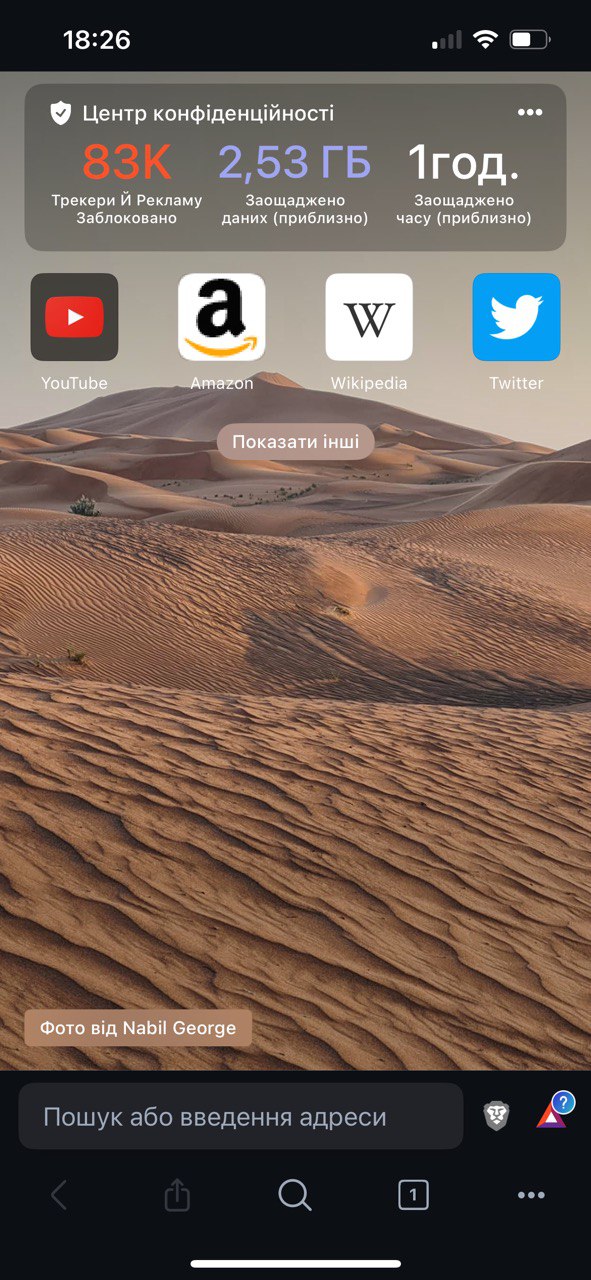 18:26
Центр конфіденційності
83K
2,53 ГБ
1год.
Трекери Й Рекламу
Заблоковано
Заощаджено
даних (приблизно)
Заощаджено
часу (приблизно)
a
W
YouTube
Amazon
Wikipedia
Twitter
Показати інші
Фото від Nabil George
Пошук або введення адреси
?
1